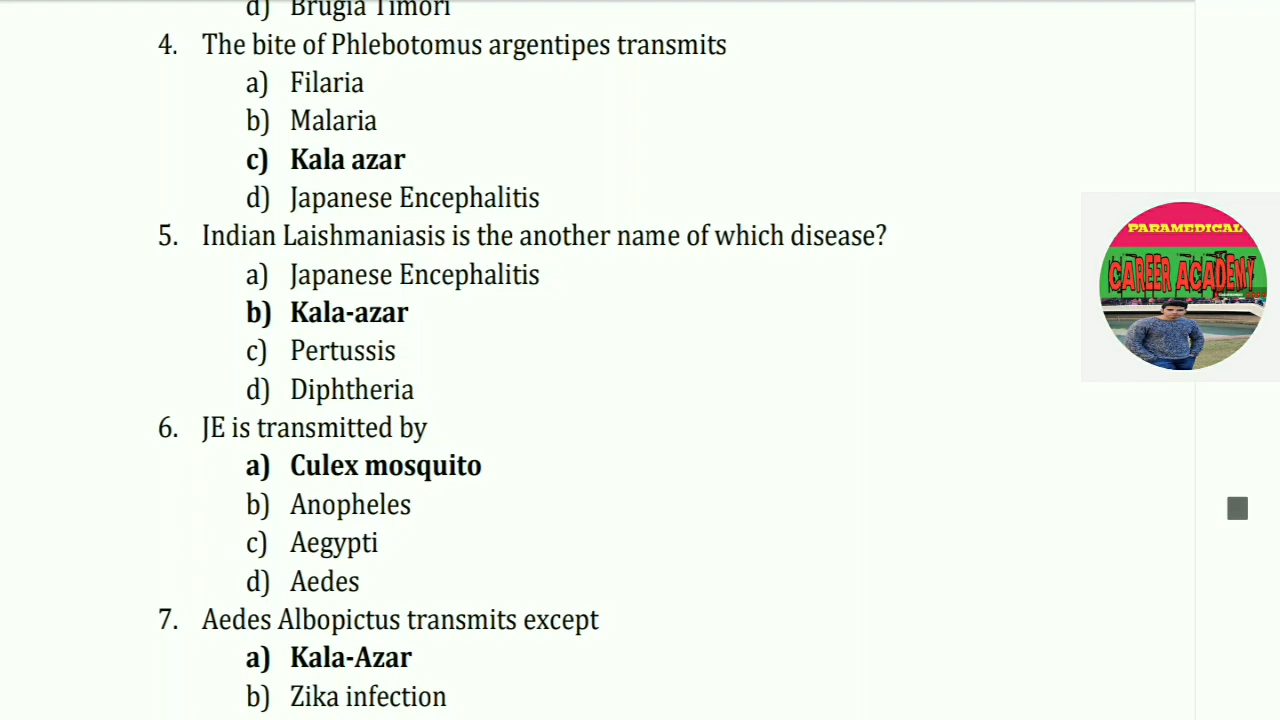 d) Brugia Timori
4. The bite of Phlebotomus argentipes transmits
a) Filaria
b) Malaria
c) Kala azar
d) Japanese Encephalitis
5. Indian Laishmaniasis is the another name of which disease?
a) Japanese Encephalitis
b) Kala-azar
c) Pertussis
d) Diphtheria
6. JE is transmitted by
a) Culex mosquito
b) Anopheles
c) Aegypti
d) Aedes
7. Aedes Albopictus transmits except
a) Kala-Azar
b) Zika infection
PARAMEDICAL
CAREER ACADEMY